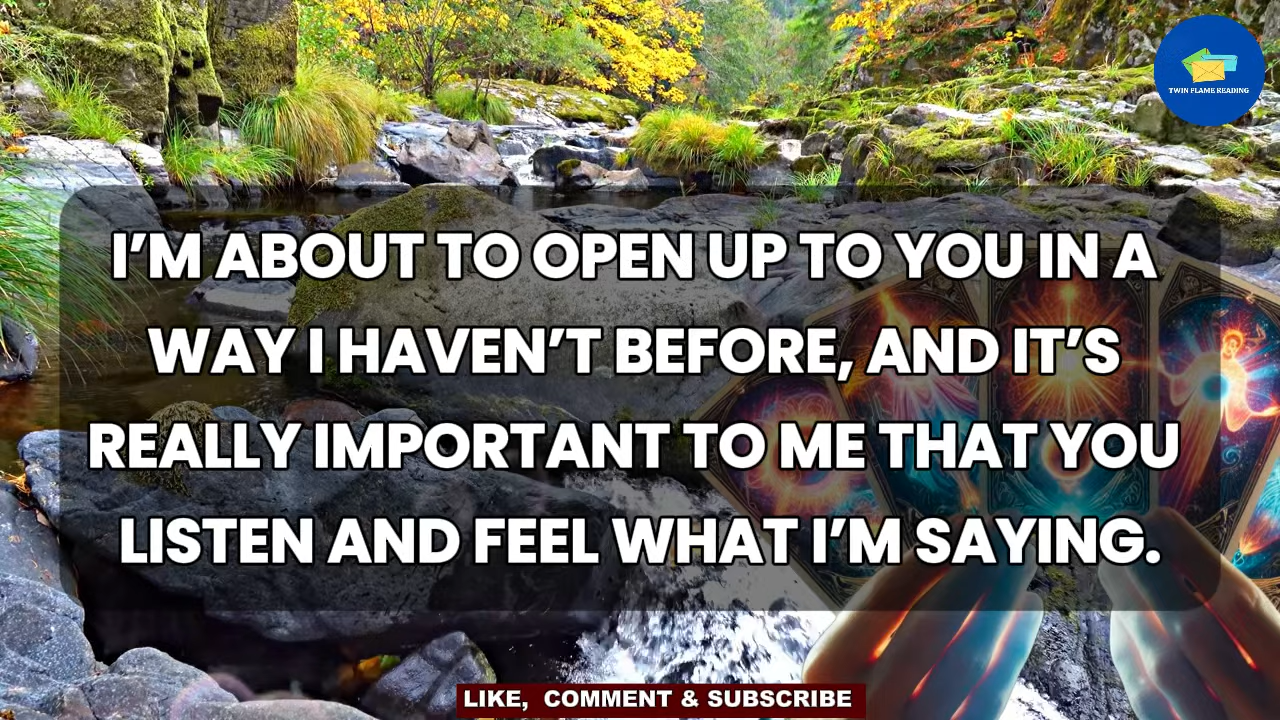 TWIN FLAME READING
I'M ABOUT TO OPEN UP TO YOU IN A
WAY I HAVEN'T BEFORE, AND IT'S
REALLY IMPORTANT TO ME THAT YOU
LISTEN AND FEEL WHAT I'M SAYING.
LIKE, COMMENT & SUBSCRIBE